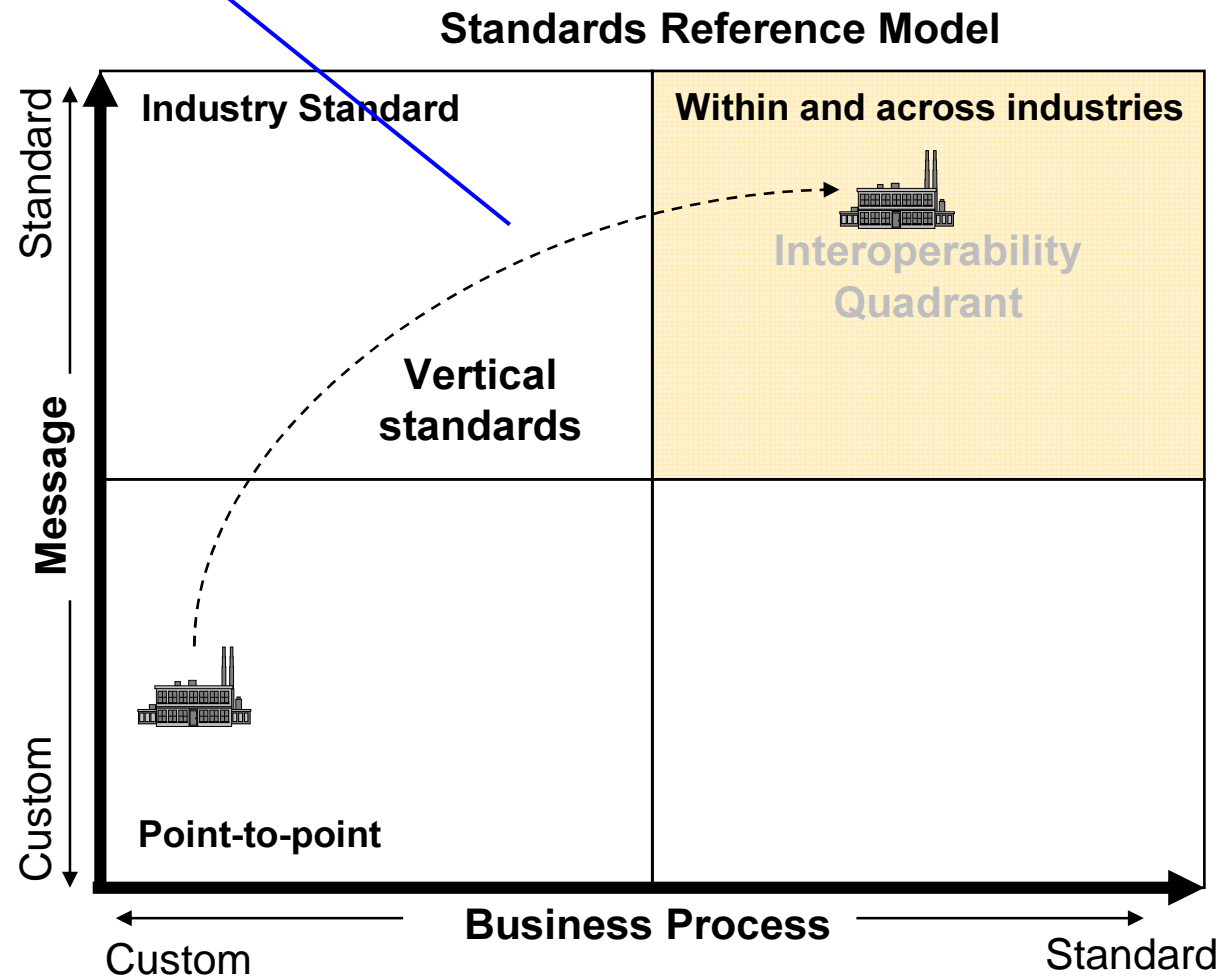 Standards Reference Model
Industry Standard
Within and across industries
Standard
Interoperability
Quadrant
Vertical
standards
Message
Custom
Point-to-point
Business Process
Custom
Standard